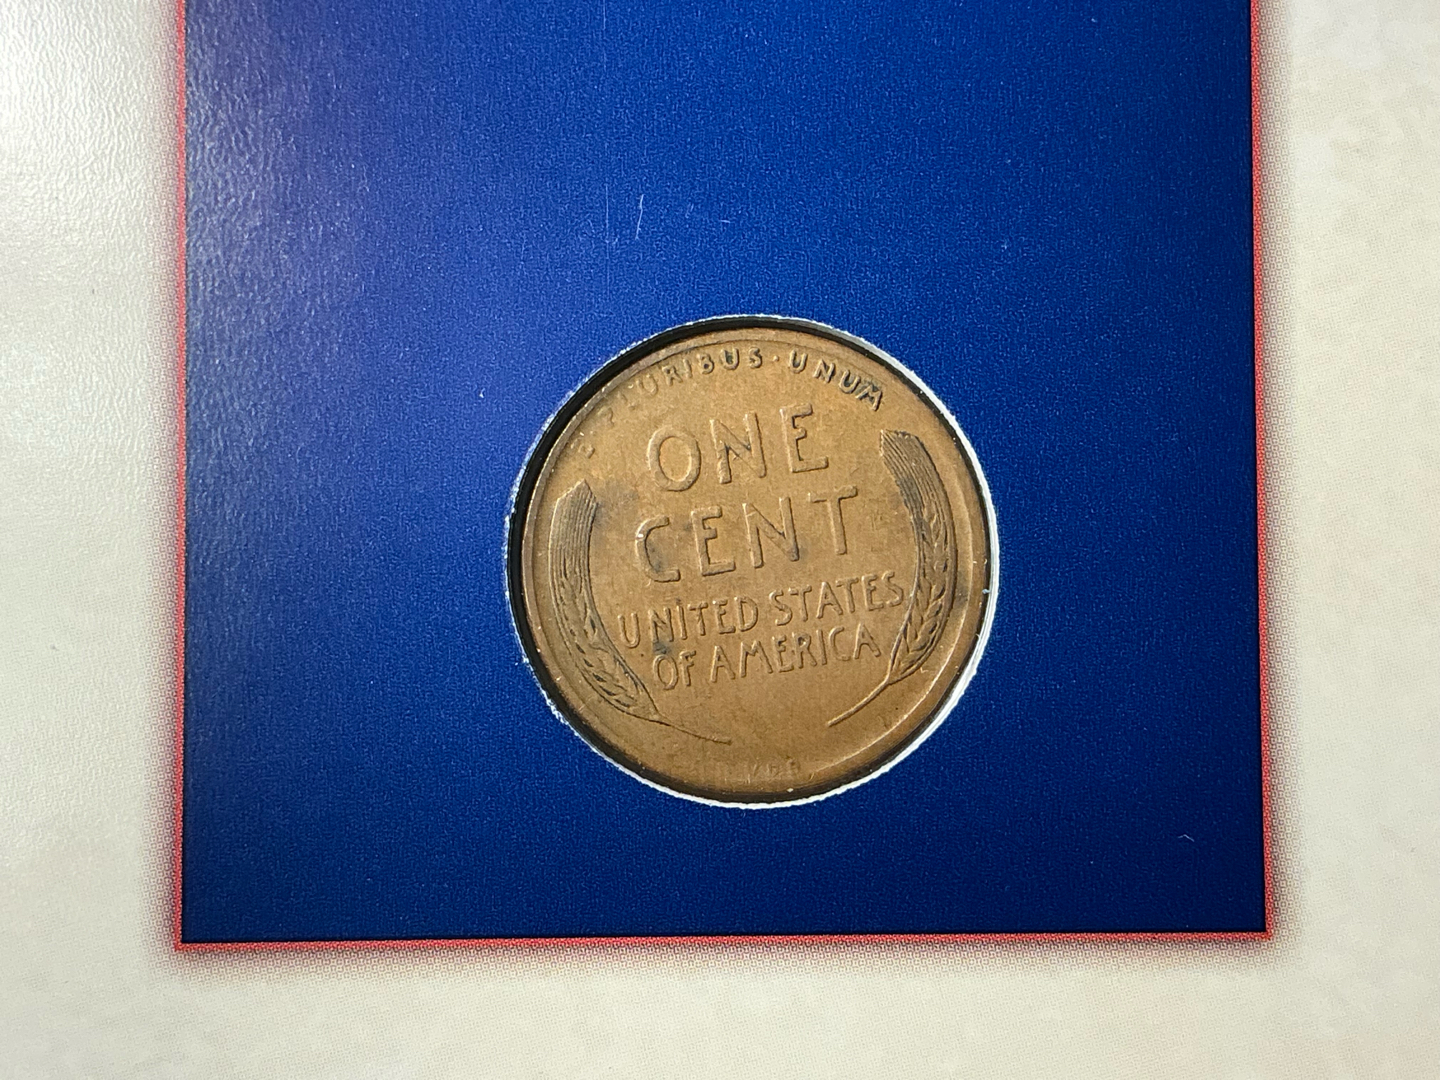 E PLURIBUS·UNUM
ONE
CENT
UNITED STATES
OF AMERICA
V.D.B.